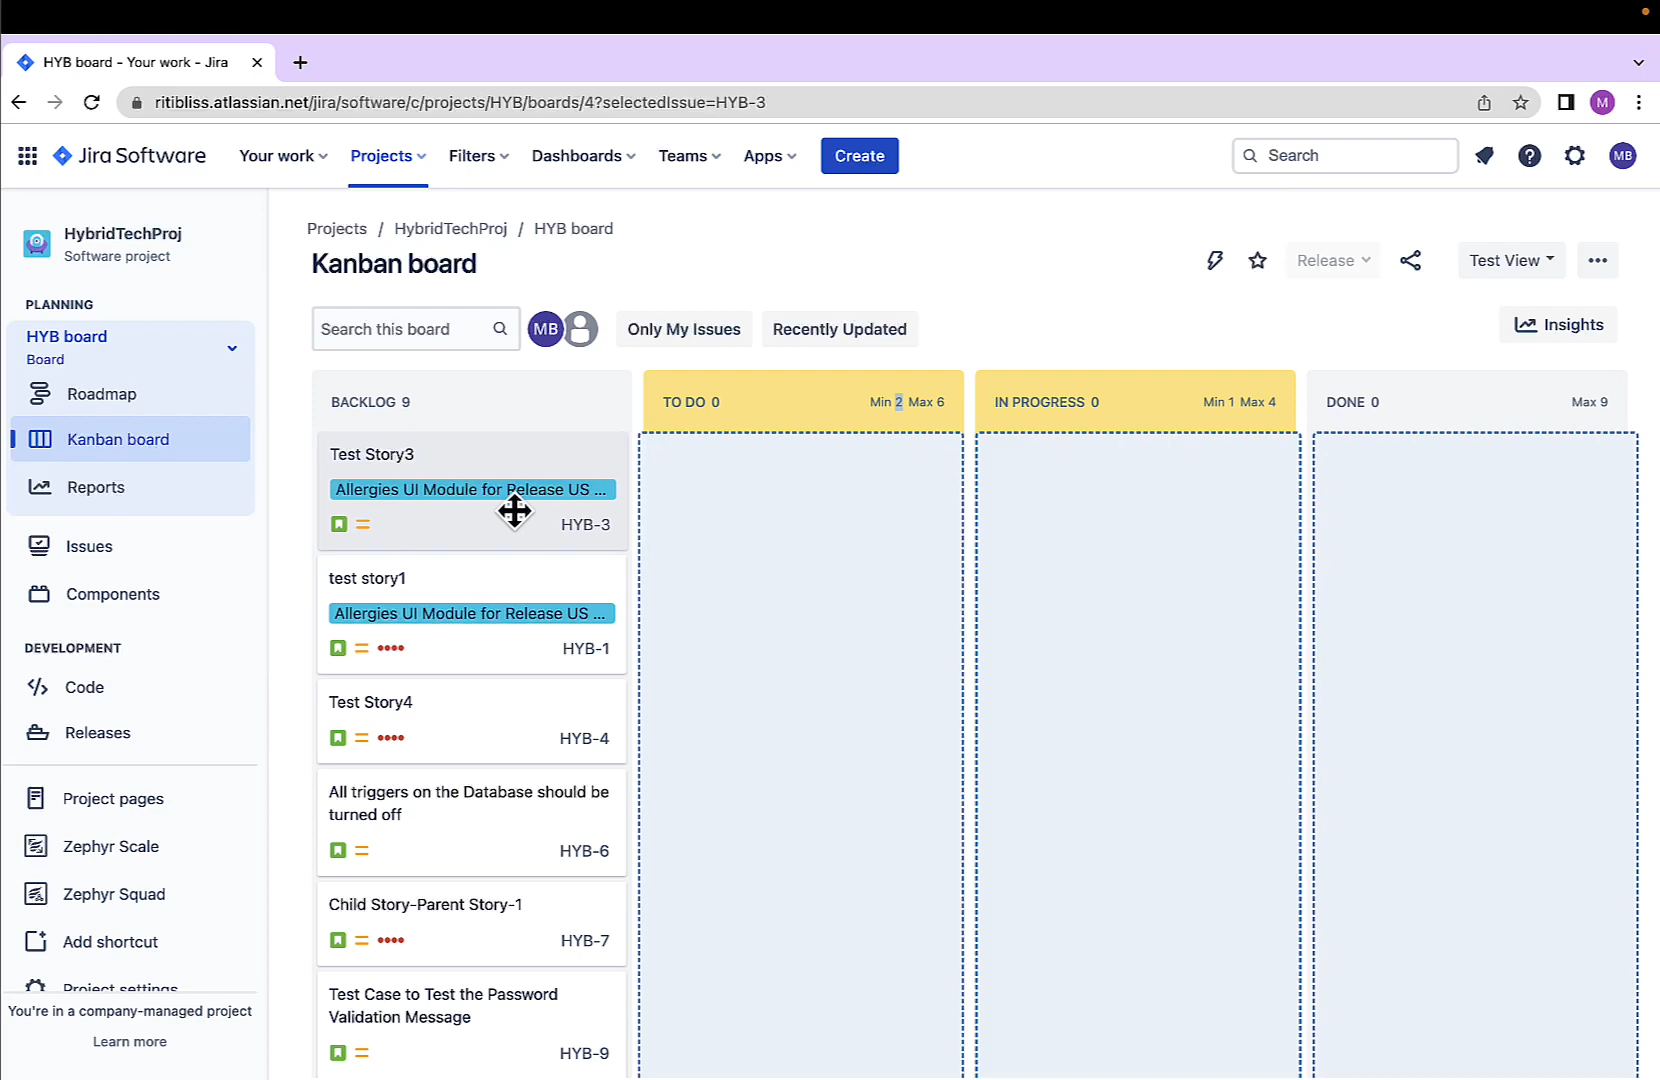 HYB board - Your work - Jira
ritibliss.atlassian.net/jira/software/c/projects/HYB/boards/4?selectedIssue=HYB-3
M
Jira Software
Your work
Projects
Filters
Dashboards
Teams
Apps
Create
Search
MB
HybridTechProj
Software project
PLANNING
HYB board
Board
Roadmap
Kanban board
Reports
Issues
Components
DEVELOPMENT
Code
Releases
Project pages
Zephyr Scale
Zephyr Squad
Add shortcut
Project settings
You're in a company-managed project
Learn more
Projects / HybridTechProj / HYB board
Kanban board
Release
Test View
Search this board
MB
Only My Issues
Recently Updated
Insights
BACKLOG 9
Test Story3
Allergies UI Module for Release US ...
HYB-3
test story1
Allergies UI Module for Release US ...
HYB-1
Test Story4
HYB-4
All triggers on the Database should be
turned off
HYB-6
Child Story-Parent Story-1
HYB-7
Test Case to Test the Password
Validation Message
HYB-9
TO DO 0 Min 2 Max 6
IN PROGRESS 0 Min 1 Max 4
DONE 0 Max 9